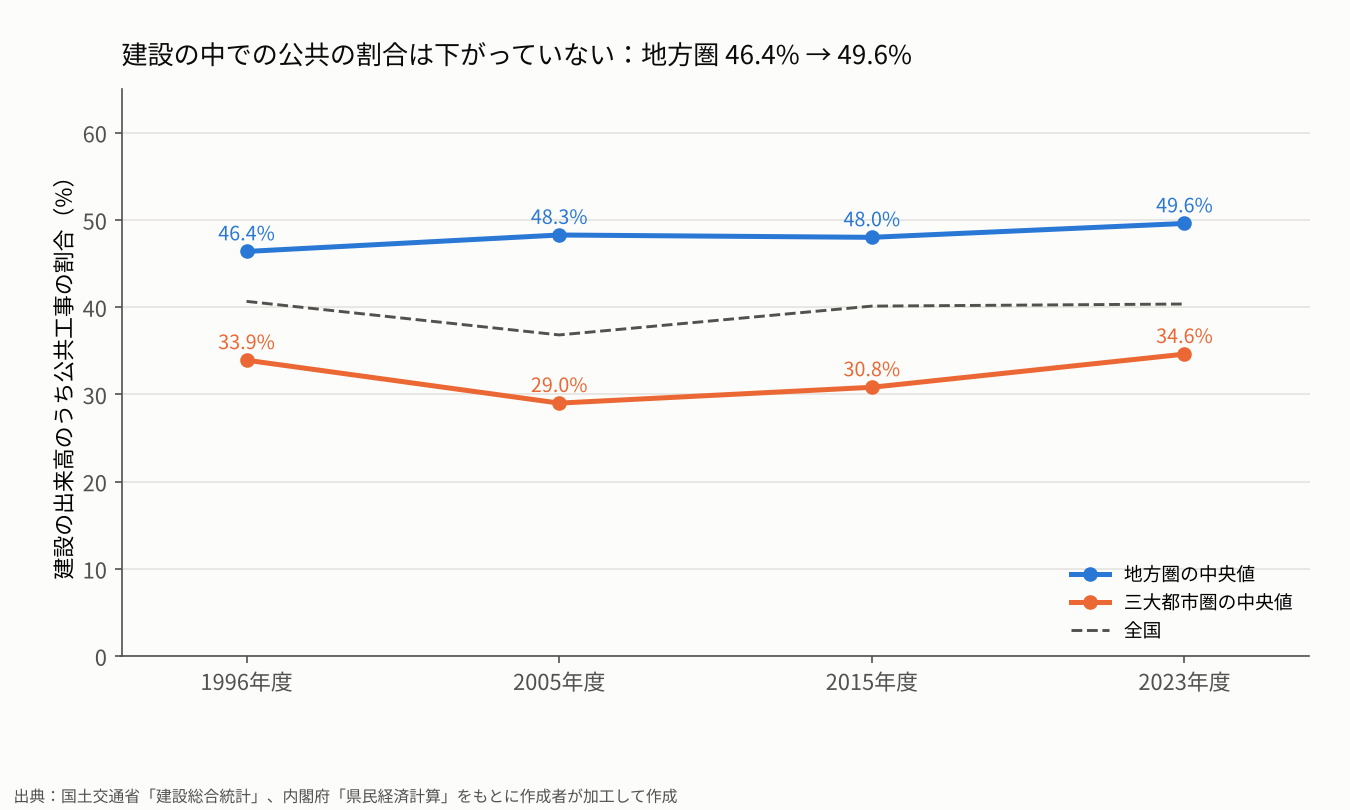 建設の中での公共の割合は下がっていない：地方圏 46.4% → 49.6%
建設の出来高のうち公共工事の割合（%）
60
50
40
30
20
10
0
46.4%
48.3%
48.0%
49.6%
33.9%
29.0%
30.8%
34.6%
地方圏の中央値
三大都市圏の中央値
全国
1996年度
2005年度
2015年度
2023年度
出典：国土交通省「建設総合統計」、内閣府「県民経済計算」をもとに作成者が加工して作成